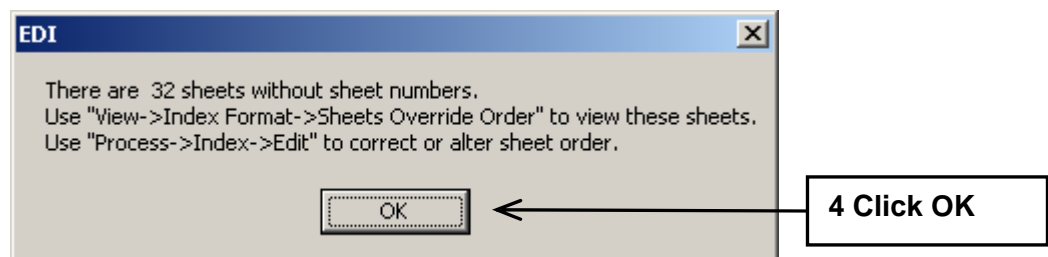 EDI
There are 32 sheets without sheet numbers.
Use "View->Index Format->Sheets Override Order" to view these sheets.
Use "Process->Index->Edit" to correct or alter sheet order.
OK
4 Click OK